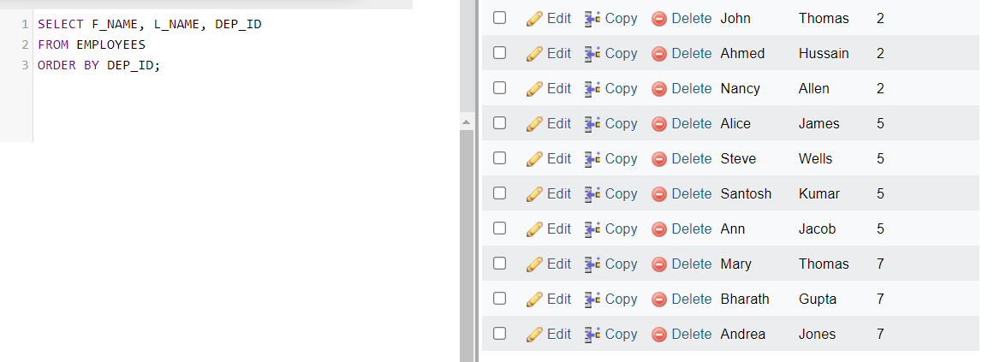 1 SELECT F_NAME, L_NAME, DEP_ID
2 FROM EMPLOYEES
3 ORDER BY DEP_ID;
Edit Copy Delete John Thomas 2
Edit Copy Delete Ahmed Hussain 2
Edit Copy Delete Nancy Allen 2
Edit Copy Delete Alice James 5
Edit Copy Delete Steve Wells 5
Edit Copy Delete Santosh Kumar 5
Edit Copy Delete Ann Jacob 5
Edit Copy Delete Mary Thomas 7
Edit Copy Delete Bharath Gupta 7
Edit Copy Delete Andrea Jones 7